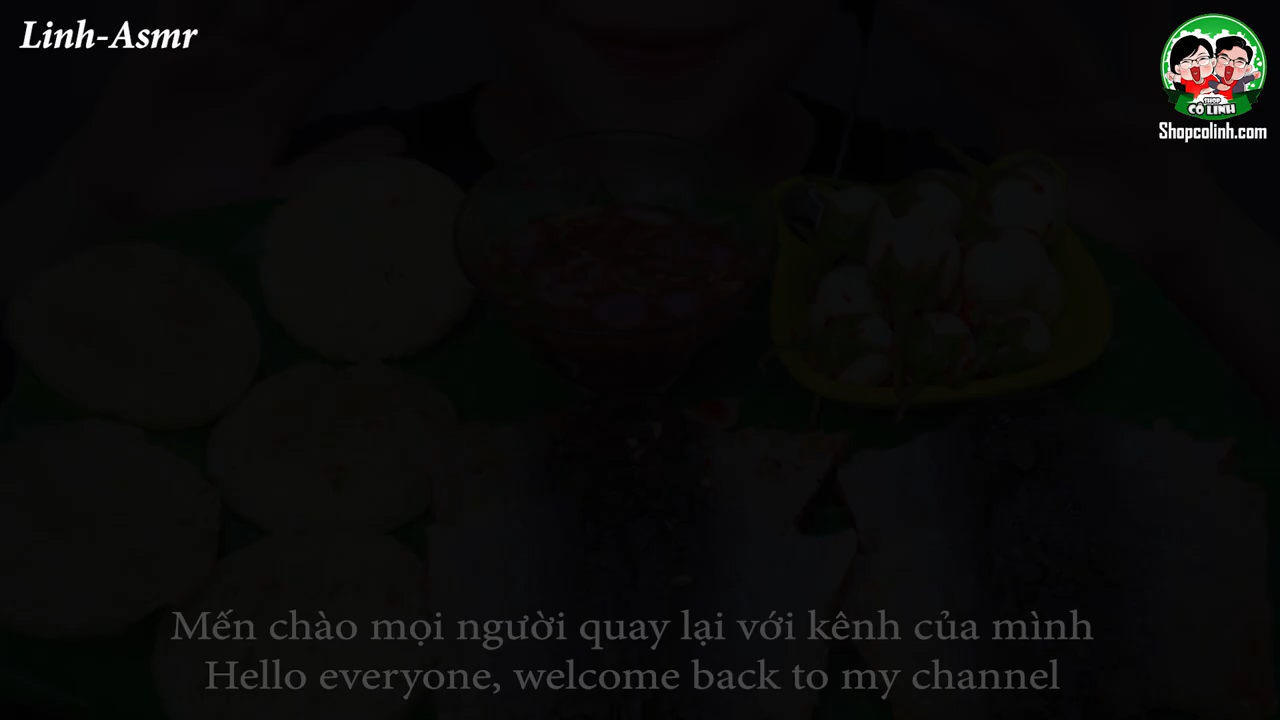 Linh-Asmr
SHOP
CÔ LINH
Shopcolinh.com
Mến chào mọi người quay lại với kênh của mình
Hello everyone, welcome back to my channel